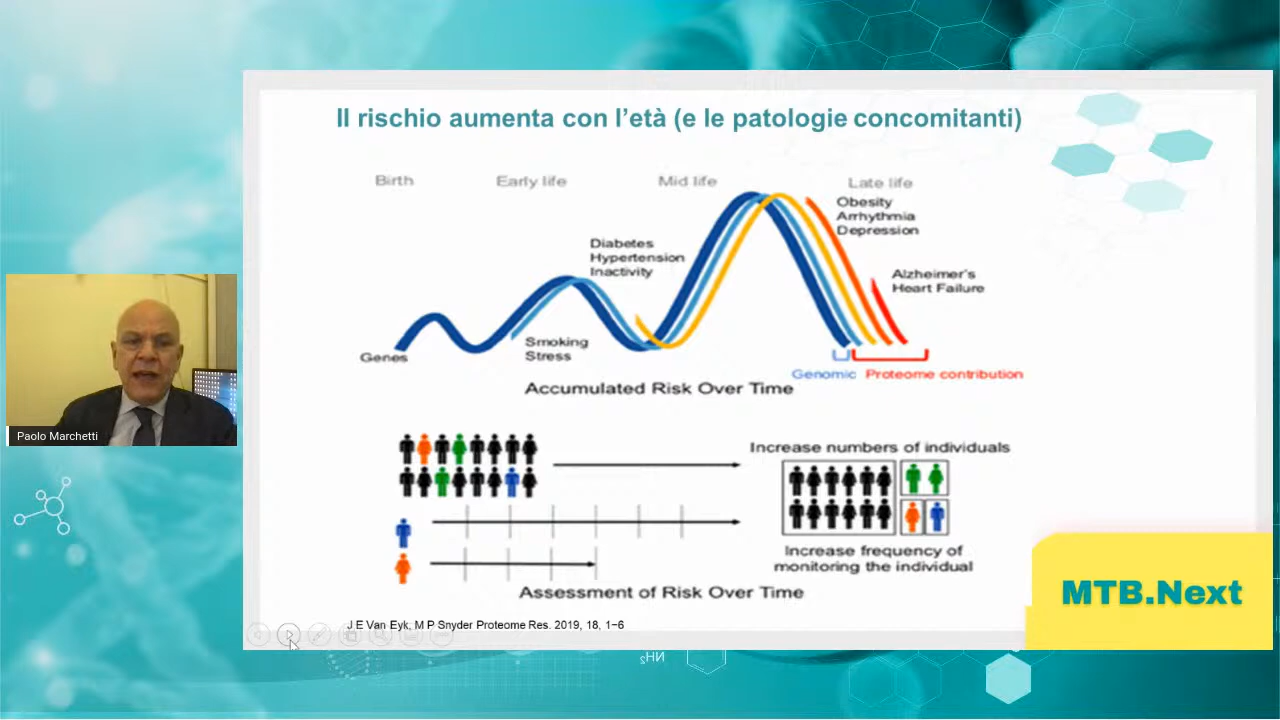 Il rischio aumenta con l'età (e le patologie concomitanti)
Birth
Early life
Mid life
Late life
Obesity
Arrhythmia
Depression
Diabetes
Hypertension
Inactivity
Alzheimer's
Heart Failure
Smoking
Stress
Genes
Genomic
Proteome contribution
Accumulated Risk Over Time
Increase numbers of individuals
Increase frequency of
monitoring the individual
Assessment of Risk Over Time
J E Van Eyk, M P Snyder Proteome Res. 2019, 18, 1−6
Paolo Marchetti
MTB.Next